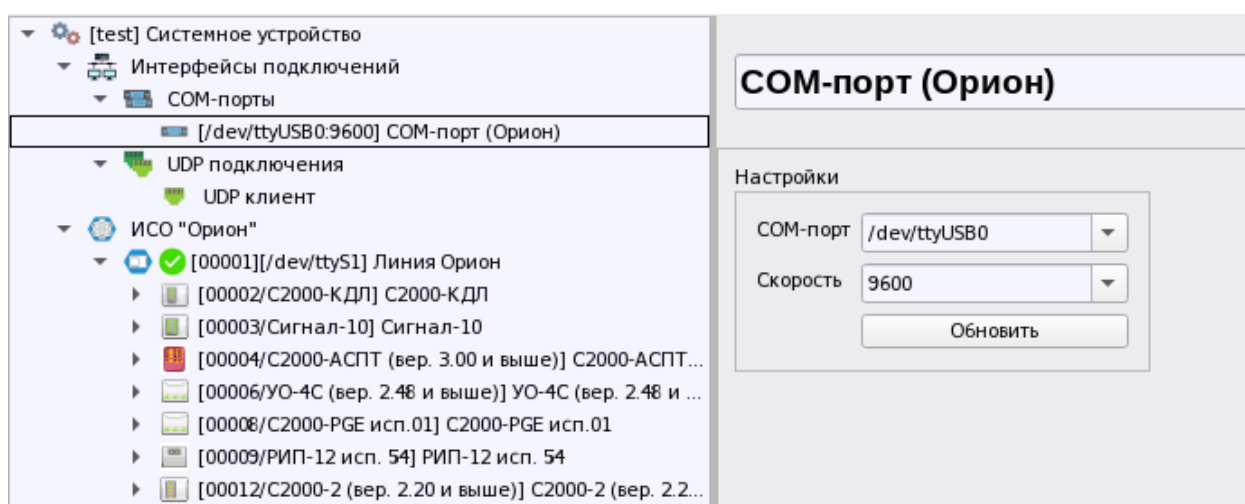 [test] Системное устройство
Интерфейсы подключений
COM-порты
[/dev/ttyUSB0:9600] COM-порт (Орион)
UDP подключения
UDP клиент
ИСО "Орион"
[00001][/dev/ttyS1] Линия Орион
[00002/С2000-КДЛ] С2000-КДЛ
[00003/Сигнал-10] Сигнал-10
[00004/С2000-АСПТ (вер. 3.00 и выше)] С2000-АСПТ...
[00006/УО-4С (вер. 2.48 и выше)] УО-4С (вер. 2.48 и ...
[00008/С2000-PGE исп.01] С2000-PGE исп.01
[00009/РИП-12 исп. 54] РИП-12 исп. 54
[00012/С2000-2 (вер. 2.20 и выше)] С2000-2 (вер. 2.2...
COM-порт (Орион)
Настройки
COM-порт /dev/ttyUSB0
Скорость 9600
Обновить